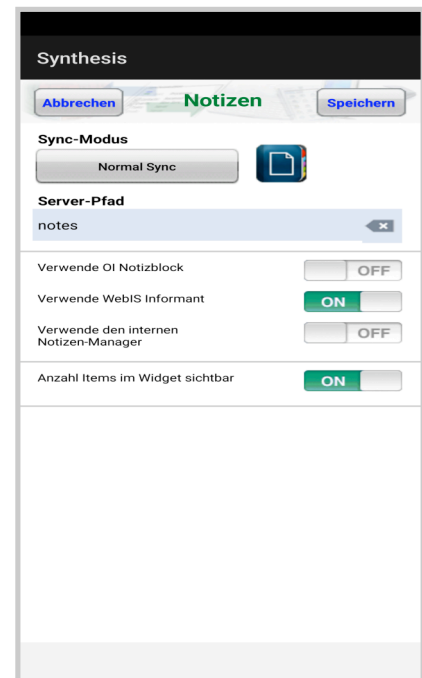 Synthesis
Abbrechen Notizen Speichern
Sync-Modus
Normal Sync
Server-Pfad
notes
Verwende OI Notizblock OFF
Verwende WebIS Informant ON
Verwende den internen
Notizen-Manager OFF
Anzahl Items im Widget sichtbar ON